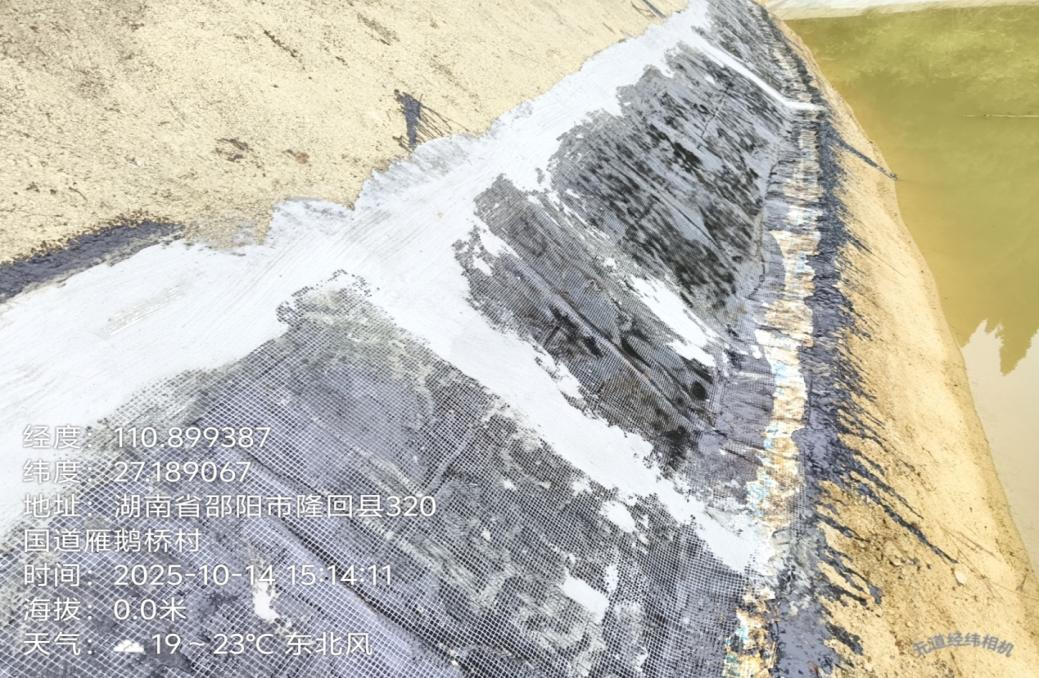 经度：110.899387
纬度：27.189067
地址：湖南省邵阳市隆回县320
国道雁鹅桥村
时间：2025-10-14 15:14:11
海拔：0.0米
天气：☁ 19 ~ 23℃ 东北风
无道经纬相机